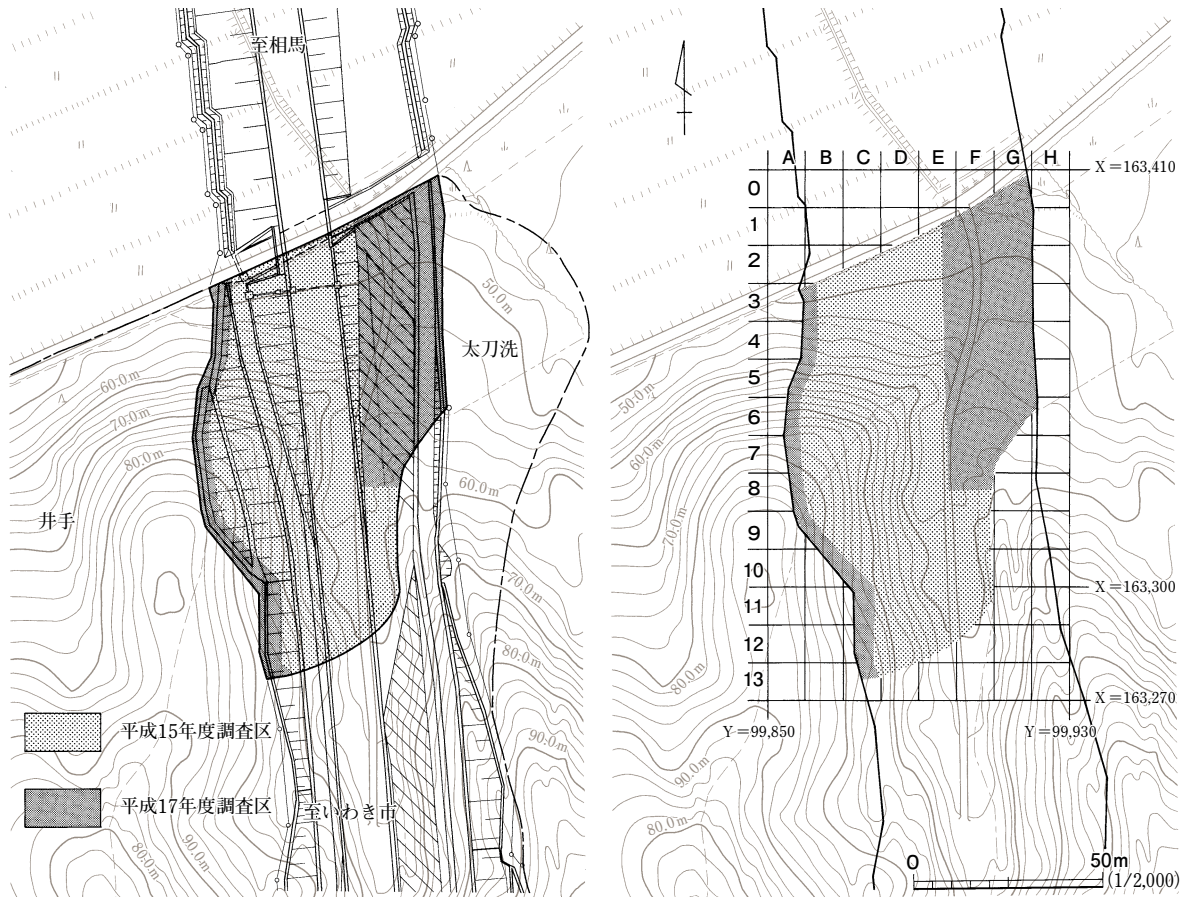 至相馬
50.0m
太刀洗
60.0m
70.0m
80.0m
60.0m
井手
70.0m
80.0m
90.0m
平成15年度調査区
平成17年度調査区
至いわき市
80.0m
90.0m
A B C D E F G H
X=163,410
0
1
2
3
4
5
6
7
8
9
10
11
12
13
50.0m
60.0m
70.0m
80.0m
90.0m
80.0m
X=163,300
X=163,270
Y=99,850
Y=99,930
0 50m
(1/2,000)